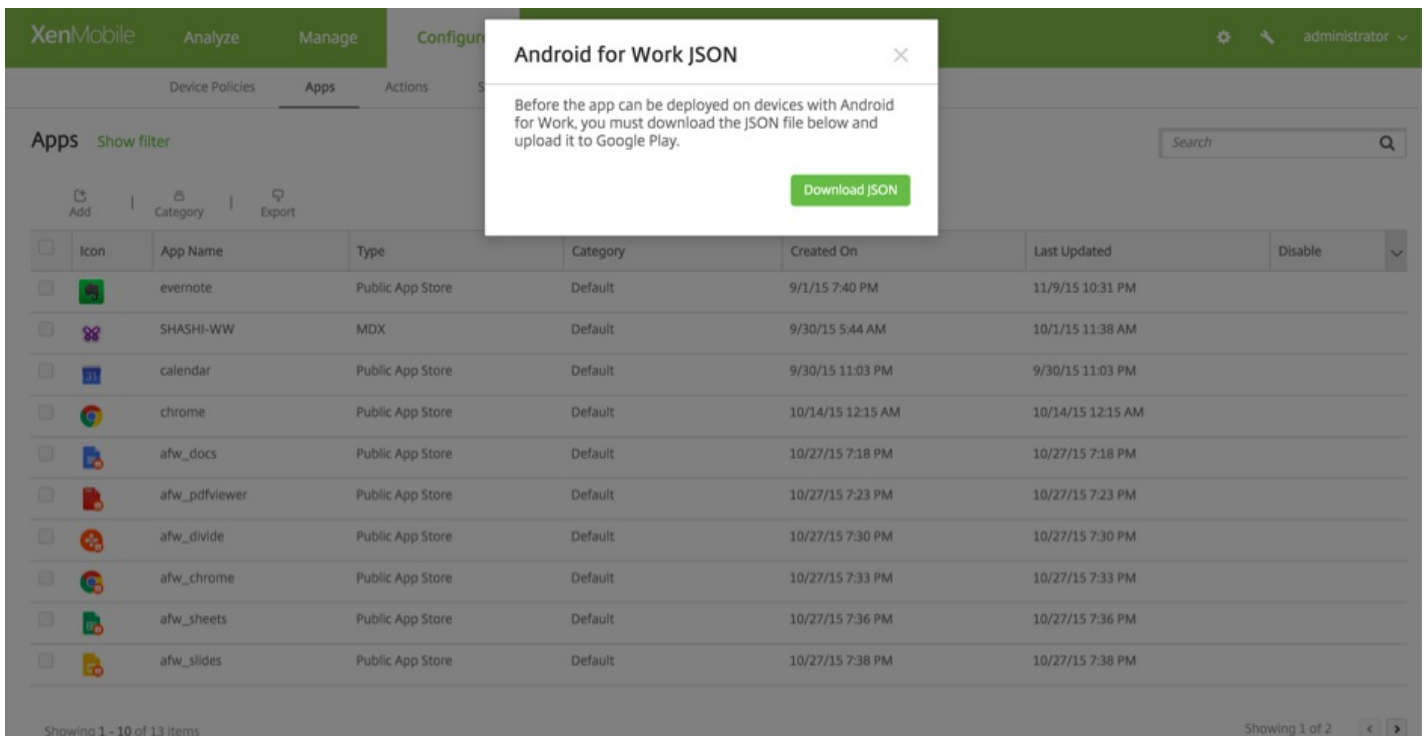 XenMobile Analyze Manage Configure administrator
Device Policies Apps Actions S
Android for Work JSON
Before the app can be deployed on devices with Android
for Work, you must download the JSON file below and
upload it to Google Play.
Download JSON
Apps Show filter Search
Add Category Export
Icon App Name Type Category Created On Last Updated Disable
evernote Public App Store Default 9/1/15 7:40 PM 11/9/15 10:31 PM
SHASHI-WW MDX Default 9/30/15 5:44 AM 10/1/15 11:38 AM
31 calendar Public App Store Default 9/30/15 11:03 PM 9/30/15 11:03 PM
chrome Public App Store Default 10/14/15 12:15 AM 10/14/15 12:15 AM
afw_docs Public App Store Default 10/27/15 7:18 PM 10/27/15 7:18 PM
afw_pdfviewer Public App Store Default 10/27/15 7:23 PM 10/27/15 7:23 PM
afw_divide Public App Store Default 10/27/15 7:30 PM 10/27/15 7:30 PM
afw_chrome Public App Store Default 10/27/15 7:33 PM 10/27/15 7:33 PM
afw_sheets Public App Store Default 10/27/15 7:36 PM 10/27/15 7:36 PM
afw_slides Public App Store Default 10/27/15 7:38 PM 10/27/15 7:38 PM
Showing 1 - 10 of 13 items Showing 1 of 2